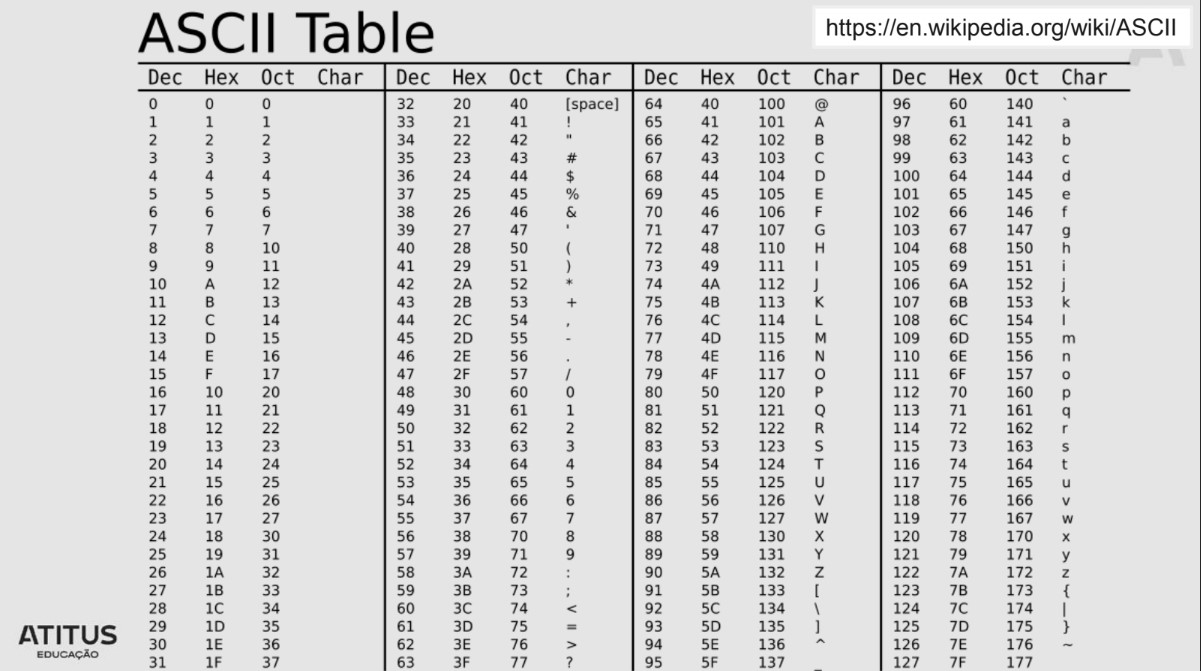 ASCII Table
https://en.wikipedia.org/wiki/ASCII
Dec Hex Oct Char Dec Hex Oct Char Dec Hex Oct Char Dec Hex Oct Char
0 0 0 32 20 40 [space] 64 40 100 @ 96 60 140 `
1 1 1 33 21 41 ! 65 41 101 A 97 61 141 a
2 2 2 34 22 42 " 66 42 102 B 98 62 142 b
3 3 3 35 23 43 # 67 43 103 C 99 63 143 c
4 4 4 36 24 44 $ 68 44 104 D 100 64 144 d
5 5 5 37 25 45 % 69 45 105 E 101 65 145 e
6 6 6 38 26 46 & 70 46 106 F 102 66 146 f
7 7 7 39 27 47 ' 71 47 107 G 103 67 147 g
8 8 10 40 28 50 ( 72 48 110 H 104 68 150 h
9 9 11 41 29 51 ) 73 49 111 I 105 69 151 i
10 A 12 42 2A 52 * 74 4A 112 J 106 6A 152 j
11 B 13 43 2B 53 + 75 4B 113 K 107 6B 153 k
12 C 14 44 2C 54 , 76 4C 114 L 108 6C 154 l
13 D 15 45 2D 55 - 77 4D 115 M 109 6D 155 m
14 E 16 46 2E 56 . 78 4E 116 N 110 6E 156 n
15 F 17 47 2F 57 / 79 4F 117 O 111 6F 157 o
16 10 20 48 30 60 0 80 50 120 P 112 70 160 p
17 11 21 49 31 61 1 81 51 121 Q 113 71 161 q
18 12 22 50 32 62 2 82 52 122 R 114 72 162 r
19 13 23 51 33 63 3 83 53 123 S 115 73 163 s
20 14 24 52 34 64 4 84 54 124 T 116 74 164 t
21 15 25 53 35 65 5 85 55 125 U 117 75 165 u
22 16 26 54 36 66 6 86 56 126 V 118 76 166 v
23 17 27 55 37 67 7 87 57 127 W 119 77 167 w
24 18 30 56 38 70 8 88 58 130 X 120 78 170 x
25 19 31 57 39 71 9 89 59 131 Y 121 79 171 y
26 1A 32 58 3A 72 : 90 5A 132 Z 122 7A 172 z
27 1B 33 59 3B 73 ; 91 5B 133 [ 123 7B 173 {
28 1C 34 60 3C 74 < 92 5C 134 \ 124 7C 174 |
29 1D 35 61 3D 75 = 93 5D 135 ] 125 7D 175 }
30 1E 36 62 3E 76 > 94 5E 136 ^ 126 7E 176 ~
31 1F 37 63 3F 77 ? 95 5F 137 _ 127 7F 177
ATITUS
EDUCAÇÃO